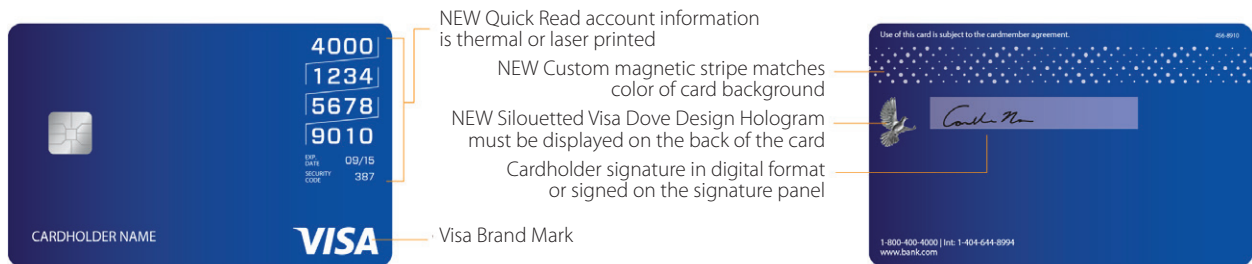 4000
1234
5678
9010
EXP. DATE 09/15
SECURITY CODE 387
CARDHOLDER NAME
VISA
NEW Quick Read account information
is thermal or laser printed
NEW Custom magnetic stripe matches
color of card background
NEW Silouetted Visa Dove Design Hologram
must be displayed on the back of the card
Cardholder signature in digital format
or signed on the signature panel
Visa Brand Mark
Use of this card is subject to the cardmember agreement.
406-8910
1-800-400-4000 | Int: 1-404-644-8994
www.bank.com